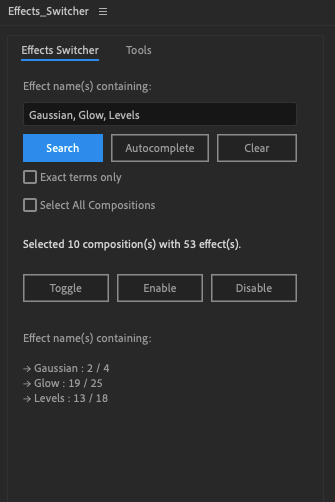 Effects_Switcher ≡
Effects Switcher Tools
Effect name(s) containing:
Gaussian, Glow, Levels
Search Autocomplete Clear
Exact terms only
Select All Compositions
Selected 10 composition(s) with 53 effect(s).
Toggle Enable Disable
Effect name(s) containing:
→ Gaussian : 2 / 4
→ Glow : 19 / 25
→ Levels : 13 / 18